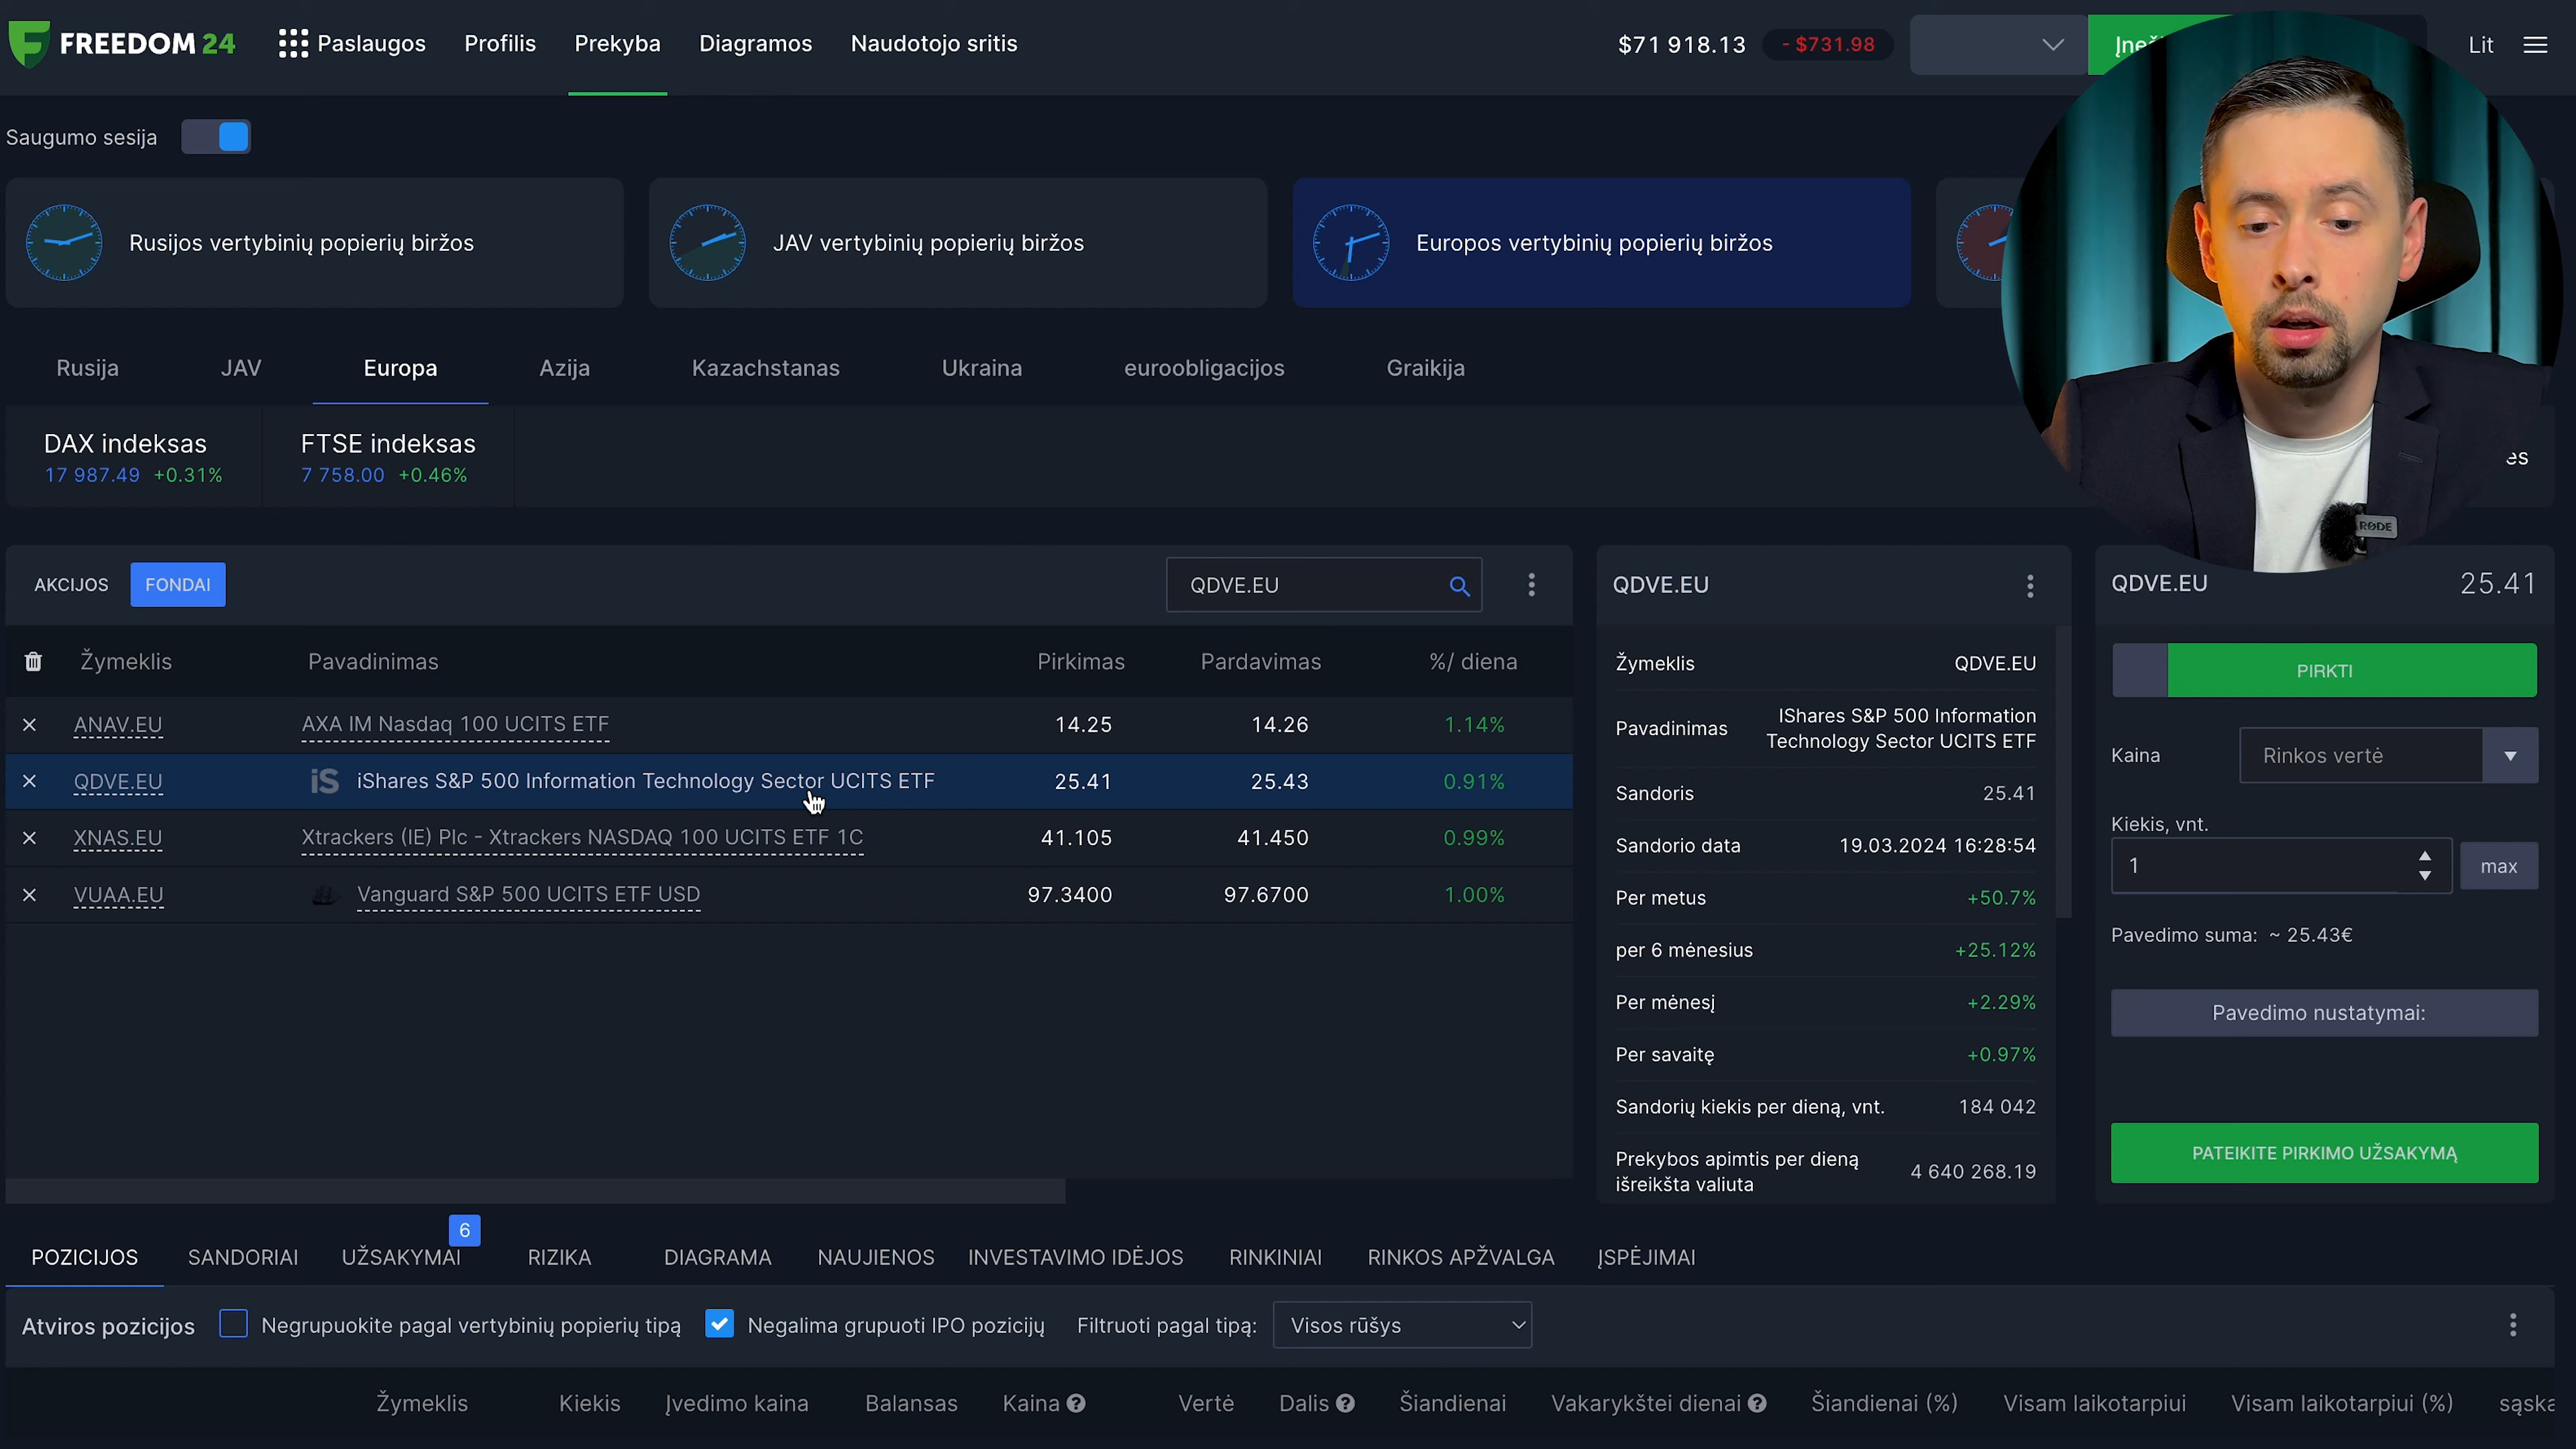 FREEDOM 24
Paslaugos
Profilis
Prekyba
Diagramos
Naudotojo sritis
$71 918.13
- $731.98
Lit
Saugumo sesija
Rusijos vertybinių popierių biržos
JAV vertybinių popierių biržos
Europos vertybinių popierių biržos
Rusija
JAV
Europa
Azija
Kazachstanas
Ukraina
euroobligacijos
Graikija
DAX indeksas
17 987.49 +0.31%
FTSE indeksas
7 758.00 +0.46%
RØDE
AKCIJOS
FONDAI
QDVE.EU
Žymeklis Pavadinimas Pirkimas Pardavimas %/ diena
ANAV.EU AXA IM Nasdaq 100 UCITS ETF 14.25 14.26 1.14%
QDVE.EU iS iShares S&P 500 Information Technology Sector UCITS ETF 25.41 25.43 0.91%
XNAS.EU Xtrackers (IE) Plc - Xtrackers NASDAQ 100 UCITS ETF 1C 41.105 41.450 0.99%
VUAA.EU Vanguard S&P 500 UCITS ETF USD 97.3400 97.6700 1.00%
QDVE.EU
Žymeklis QDVE.EU
Pavadinimas IShares S&P 500 Information
Technology Sector UCITS ETF
Sandoris 25.41
Sandorio data 19.03.2024 16:28:54
Per metus +50.7%
per 6 mėnesius +25.12%
Per mėnesį +2.29%
Per savaitę +0.97%
Sandorių kiekis per dieną, vnt. 184 042
Prekybos apimtis per dieną
išreikšta valiuta 4 640 268.19
QDVE.EU 25.41
PIRKTI
Kaina Rinkos vertė
Kiekis, vnt.
1 max
Pavedimo suma: ~ 25.43€
Pavedimo nustatymai:
PATEIKITE PIRKIMO UŽSAKYMĄ
6
POZICIJOS
SANDORIAI
UŽSAKYMAI
RIZIKA
DIAGRAMA
NAUJIENOS
INVESTAVIMO IDĖJOS
RINKINIAI
RINKOS APŽVALGA
ĮSPĖJIMAI
Atviros pozicijos
Negrupuokite pagal vertybinių popierių tipą
Negalima grupuoti IPO pozicijų
Filtruoti pagal tipą: Visos rūšys
Žymeklis Kiekis Įvedimo kaina Balansas Kaina ? Vertė Dalis ? Šiandienai Vakarykštei dienai ? Šiandienai (%) Visam laikotarpiui Visam laikotarpiui (%)